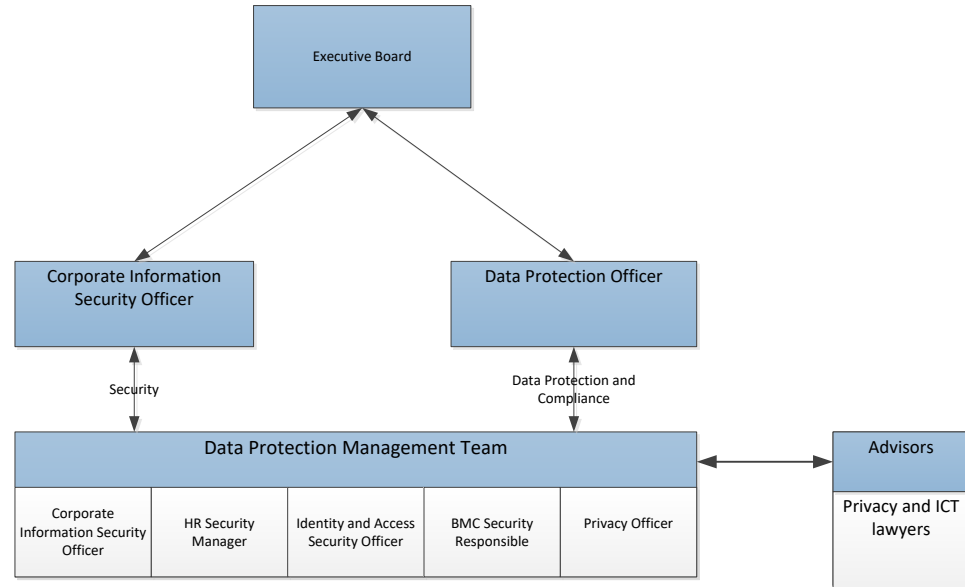 Executive Board
Corporate Information
Security Officer
Data Protection Officer
Security
Data Protection and
Compliance
Data Protection Management Team
Advisors
Corporate
Information Security
Officer
HR Security
Manager
Identity and Access
Security Officer
BMC Security
Responsible
Privacy Officer
Privacy and ICT
lawyers